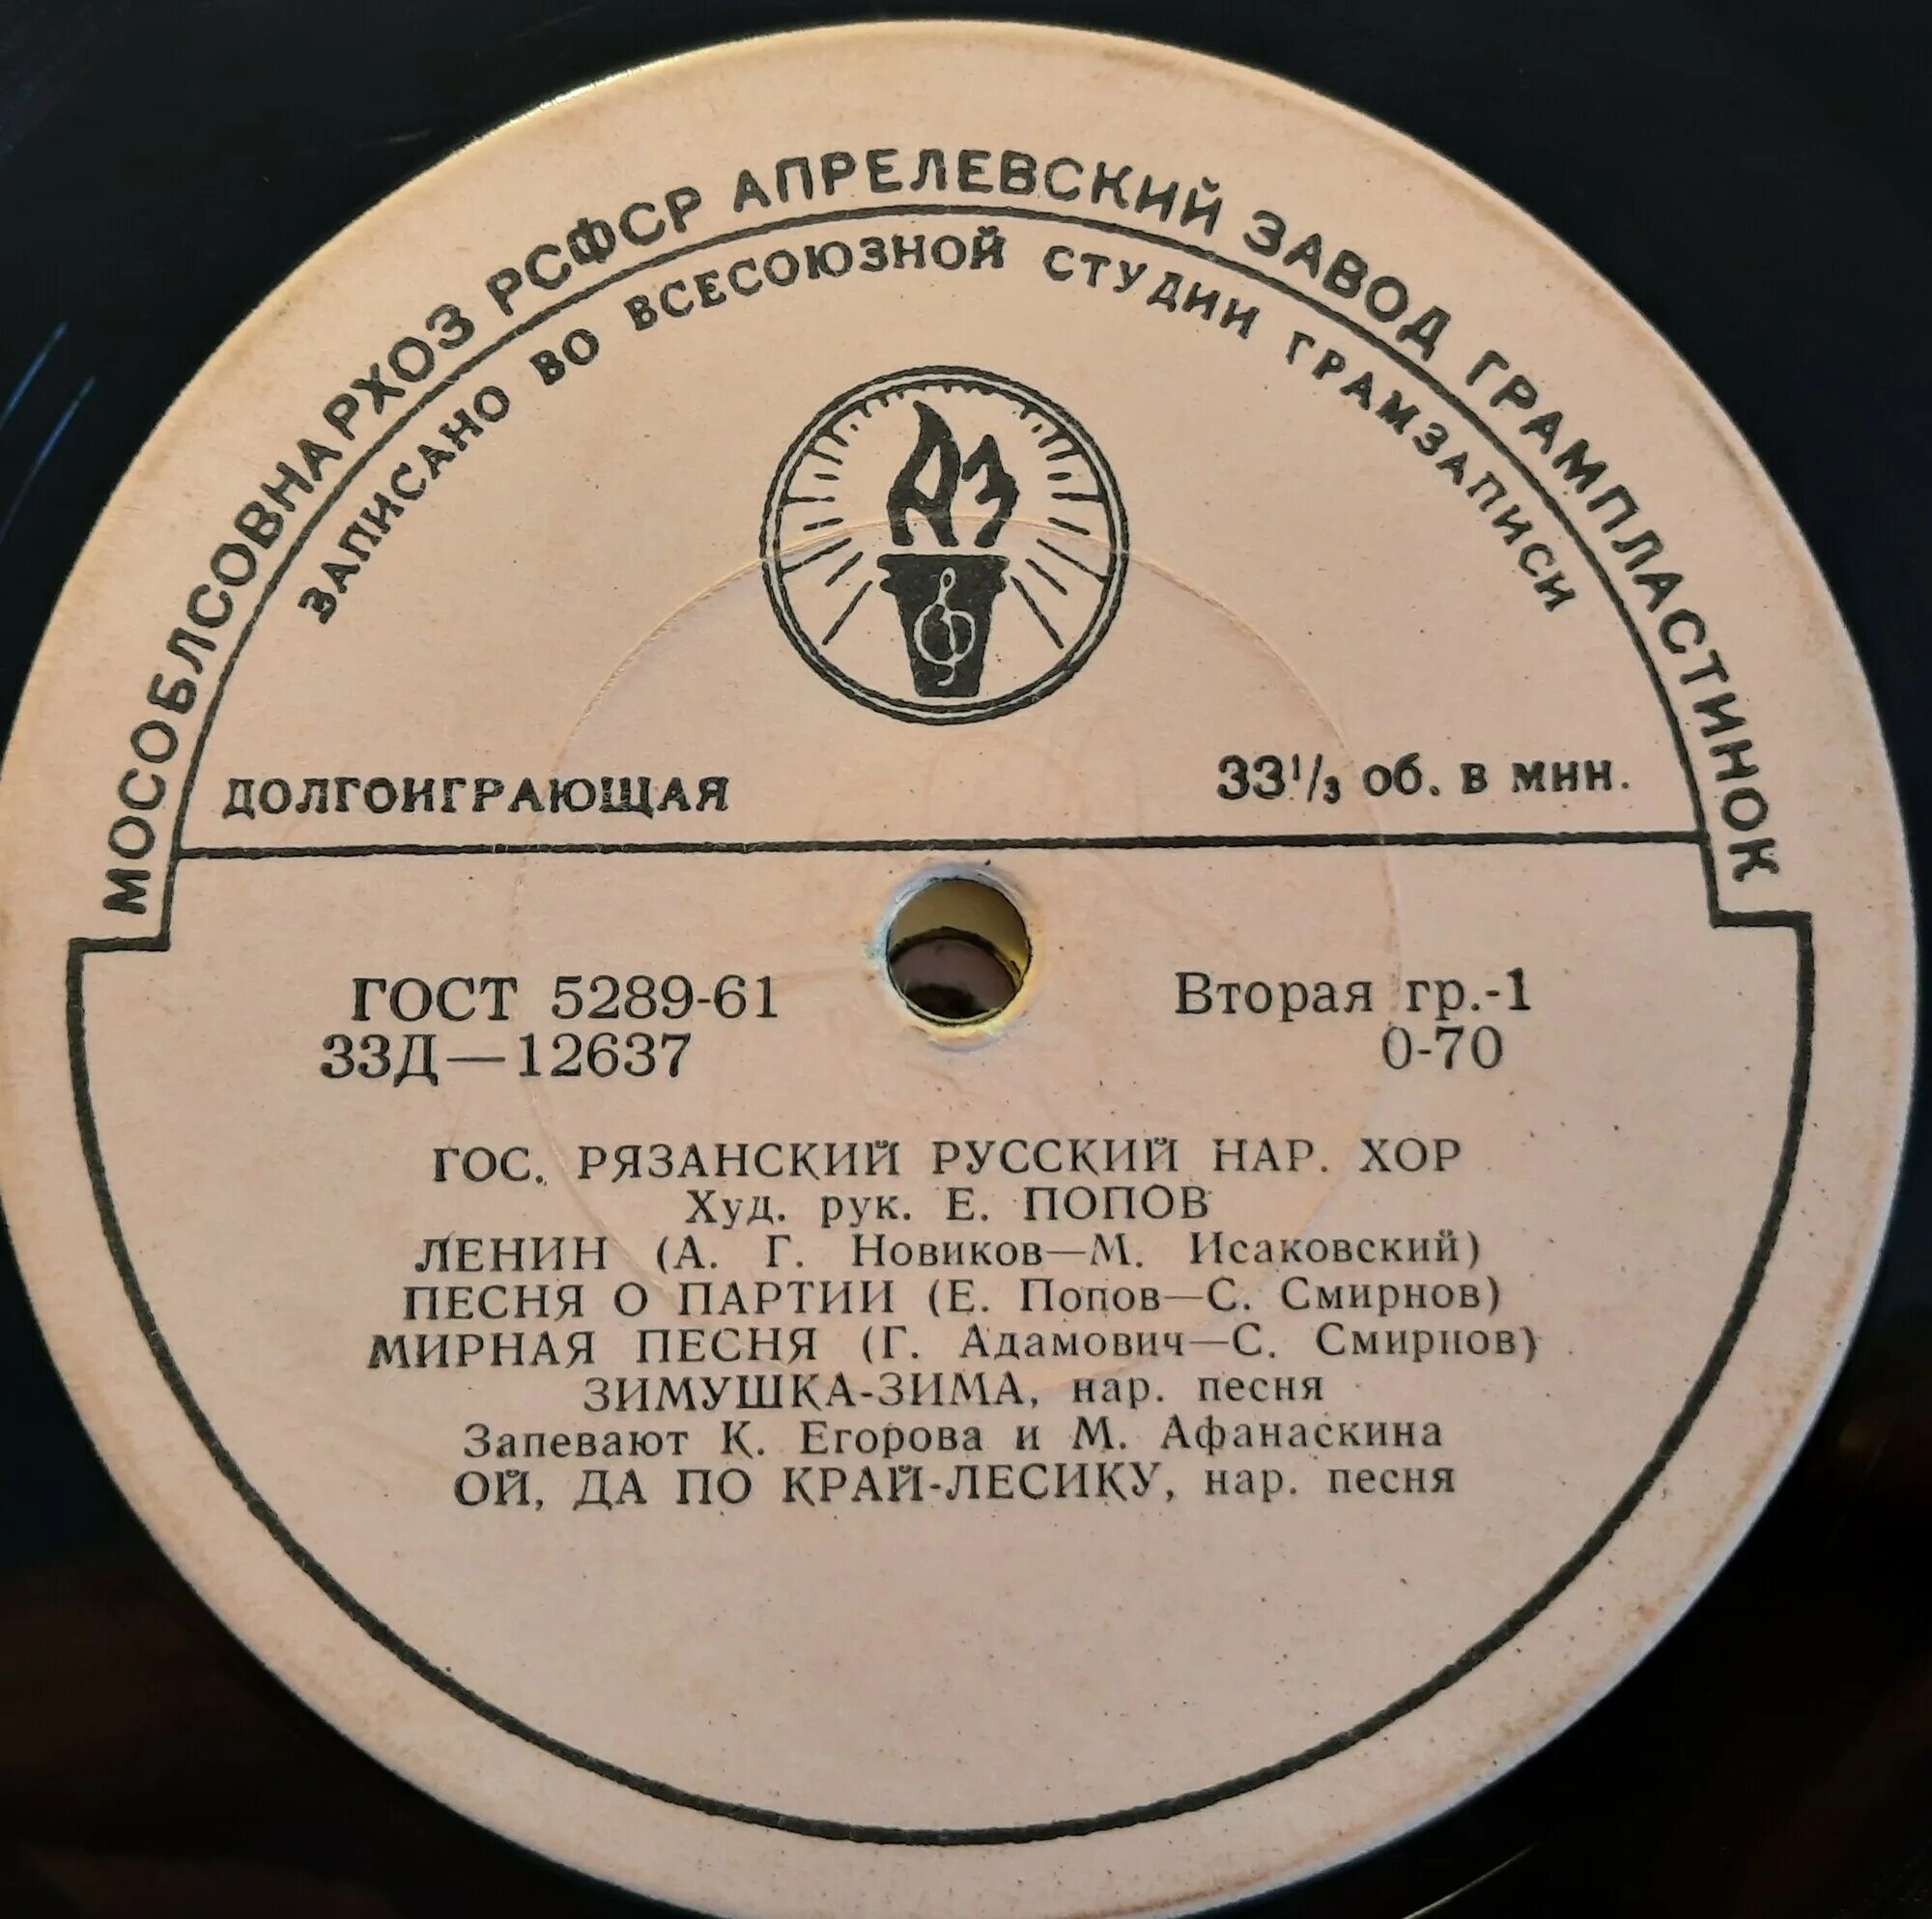 МОСОБЛСОВНАРХОЗ РСФСР АПРЕЛЕВСКИЙ ЗАВОД ГРАМПЛАСТИНОК
ЗАПИСАНО ВО ВСЕСОЮЗНОЙ СТУДИИ ГРАМЗАПИСИ
АЗ
ДОЛГОИГРАЮЩАЯ 33 1/3 об. в мин.
ГОСТ 5289-61 Вторая гр.-1
33Д—12637 0-70
ГОС. РЯЗАНСКИЙ РУССКИЙ НАР. ХОР
Худ. рук. Е. ПОПОВ
ЛЕНИН (А. Г. Новиков—М. Исаковский)
ПЕСНЯ О ПАРТИИ (Е. Попов—С. Смирнов)
МИРНАЯ ПЕСНЯ (Г. Адамович—С. Смирнов)
ЗИМУШКА-ЗИМА, нар. песня
Запевают К. Егорова и М. Афанаскина
ОЙ, ДА ПО КРАЙ-ЛЕСИКУ, нар. песня